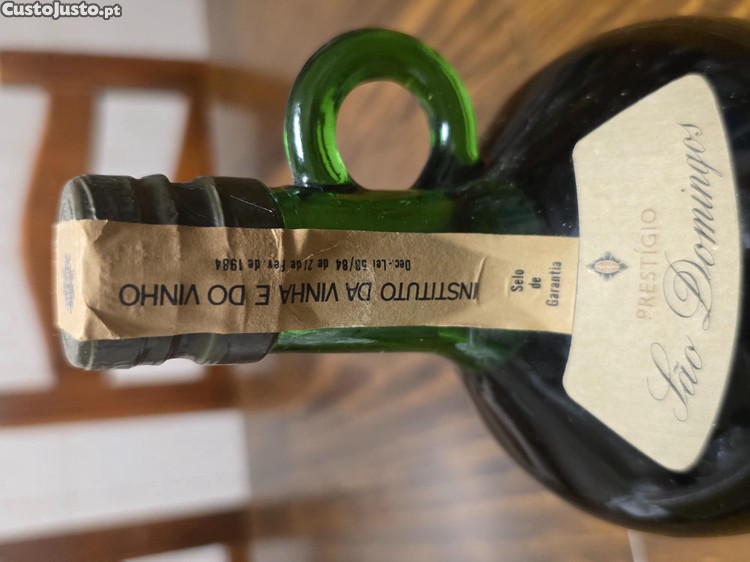 CustoJusto.pt
Selo
de
Garantia
INSTITUTO DA VINHA E DO VINHO
Dec.-Lei 58/84 de 21 de Fev. de 1984
PRESTÍGIO
São Domingos